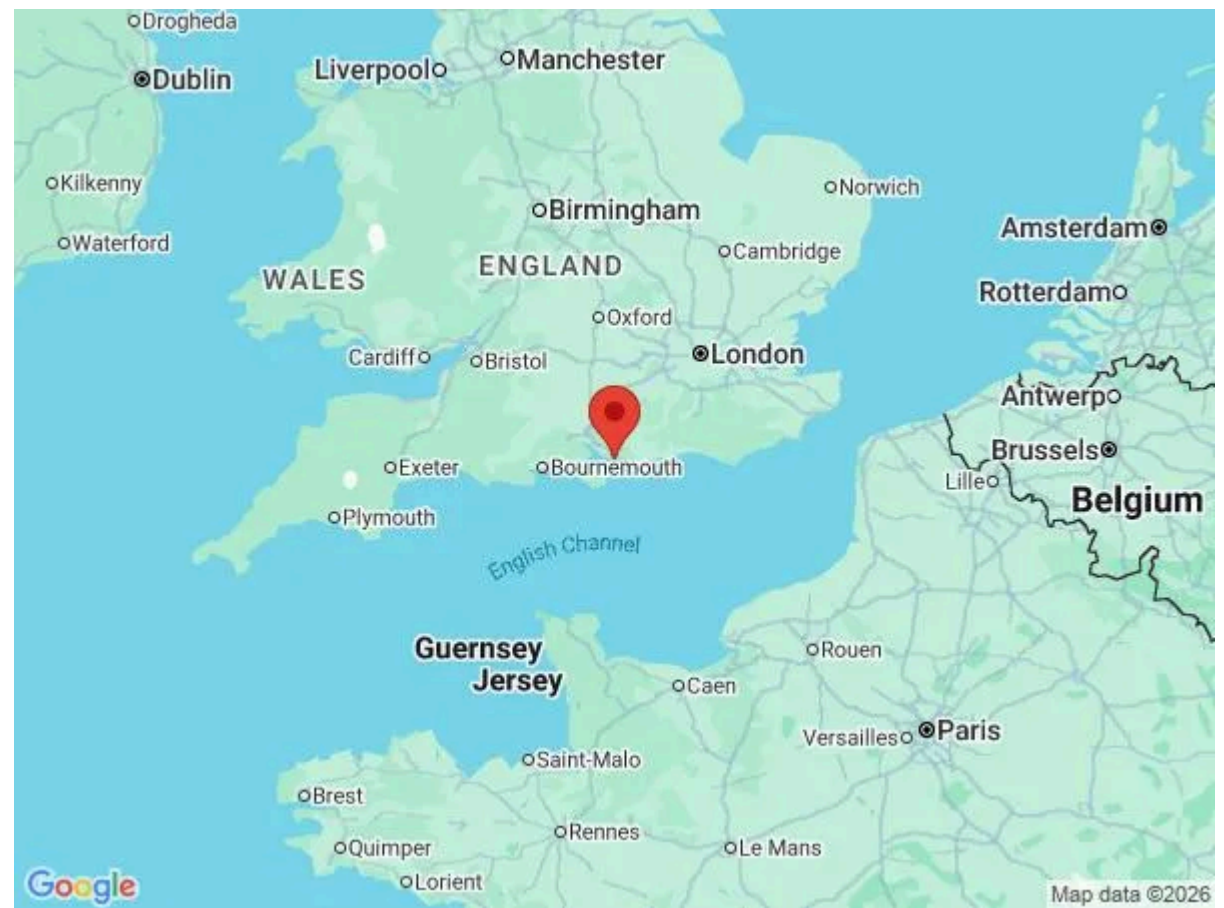 Drogheda
Dublin
Liverpool
Manchester
Kilkenny
Norwich
Birmingham
Waterford
Cambridge
Amsterdam
WALES
ENGLAND
Rotterdam
Oxford
Cardiff
Bristol
London
Antwerp
Exeter
Bournemouth
Brussels
Lille
Belgium
Plymouth
English Channel
Guernsey
Jersey
Rouen
Caen
Versailles
Paris
Saint-Malo
Brest
Rennes
Quimper
Le Mans
Lorient
Google
Map data ©2026